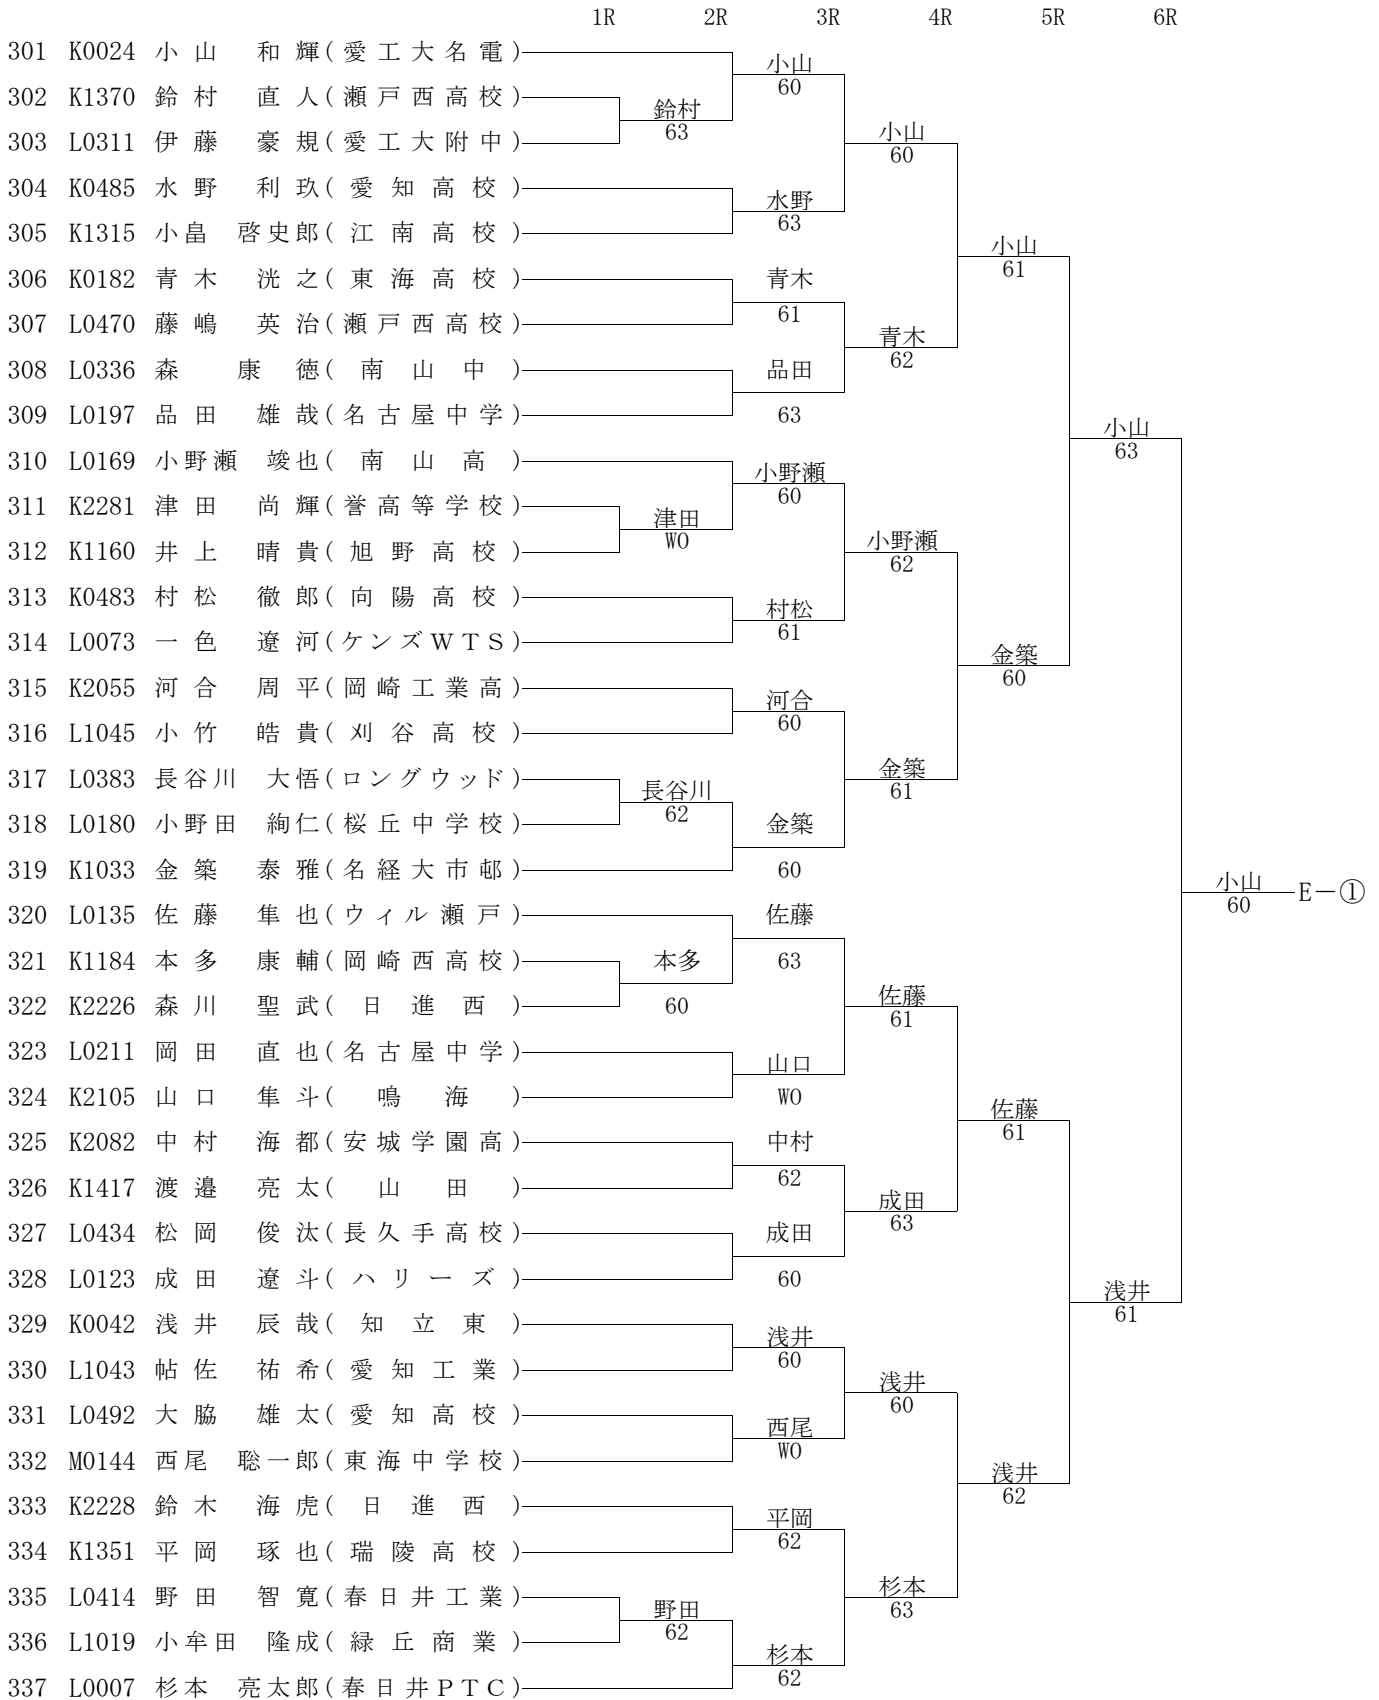 1R 2R 3R 4R 5R 6R
301 K0024 小山 和輝(愛工大名電)
小山
60
302 K1370 鈴村 直人(瀬戸西高校)
鈴村
63
小山
60
303 L0311 伊藤 豪規(愛工大附中)
304 K0485 水野 利玖(愛知高校)
水野
63
305 K1315 小畠 啓史郎(江南高校)
小山
61
306 K0182 青木 洸之(東海高校) 青木
61
307 L0470 藤嶋 英治(瀬戸西高校)
青木
62
308 L0336 森 康徳(南山中) 品田
309 L0197 品田 雄哉(名古屋中学) 63
小山
63
310 L0169 小野瀬 竣也(南山高)
小野瀬
60
311 K2281 津田 尚輝(誉高等学校)
津田
WO
小野瀬
62
312 K1160 井上 晴貴(旭野高校)
313 K0483 村松 徹郎(向陽高校)
村松
61
314 L0073 一色 遼河(ケンズWTS)
金築
60
315 K2055 河合 周平(岡崎工業高)
河合
60
316 L1045 小竹 皓貴(刈谷高校)
金築
61
317 L0383 長谷川 大悟(ロングウッド)
長谷川
62
318 L0180 小野田 絢仁(桜丘中学校) 金築
319 K1033 金築 泰雅(名経大市邨) 60
小山
60
E－①
320 L0135 佐藤 隼也(ウィル瀬戸) 佐藤
321 K1184 本多 康輔(岡崎西高校) 本多 63
322 K2226 森川 聖武(日進西) 60
佐藤
61
323 L0211 岡田 直也(名古屋中学)
山口
WO
324 K2105 山口 隼斗(鳴海)
佐藤
61
325 K2082 中村 海都(安城学園高) 中村
62
326 K1417 渡邉 亮太(山田)
成田
63
327 L0434 松岡 俊汰(長久手高校) 成田
328 L0123 成田 遼斗(ハリーズ) 60
浅井
61
329 K0042 浅井 辰哉(知立東)
浅井
60
330 L1043 帖佐 祐希(愛知工業)
浅井
60
331 L0492 大脇 雄太(愛知高校)
西尾
WO
332 M0144 西尾 聡一郎(東海中学校)
浅井
62
333 K2228 鈴木 海虎(日進西)
平岡
62
334 K1351 平岡 琢也(瑞陵高校)
杉本
63
335 L0414 野田 智寛(春日井工業)
野田
62
336 L1019 小牟田 隆成(緑丘商業)
杉本
62
337 L0007 杉本 亮太郎(春日井PTC)